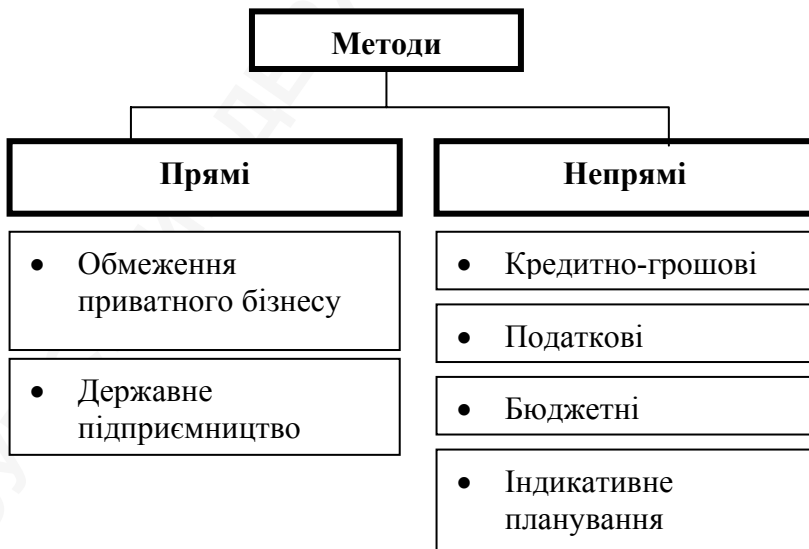 Методи
Прямі
Непрямі
• Обмеження
приватного бізнесу
• Державне
підприємництво
• Кредитно-грошові
• Податкові
• Бюджетні
• Індикативне
планування